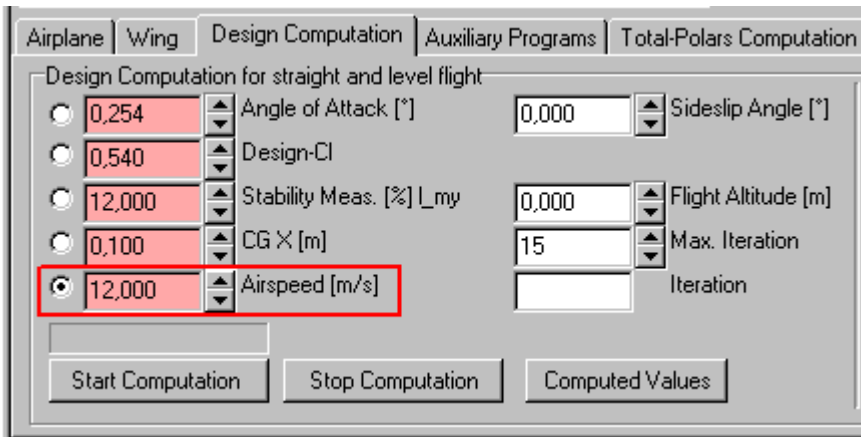 Airplane Wing Design Computation Auxiliary Programs Total-Polars Computation
Design Computation for straight and level flight
0,254 Angle of Attack [°] 0,000 Sideslip Angle [°]
0,540 Design-Cl
12,000 Stability Meas. [%] l_my 0,000 Flight Altitude [m]
0,100 CG X [m] 15 Max. Iteration
12,000 Airspeed [m/s] Iteration
Start Computation Stop Computation Computed Values